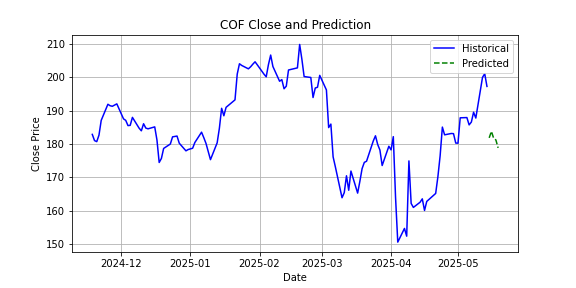 COF Close and Prediction
Historical
Predicted
Close Price
210
200
190
180
170
160
150
2024-12
2025-01
2025-02
2025-03
2025-04
2025-05
Date